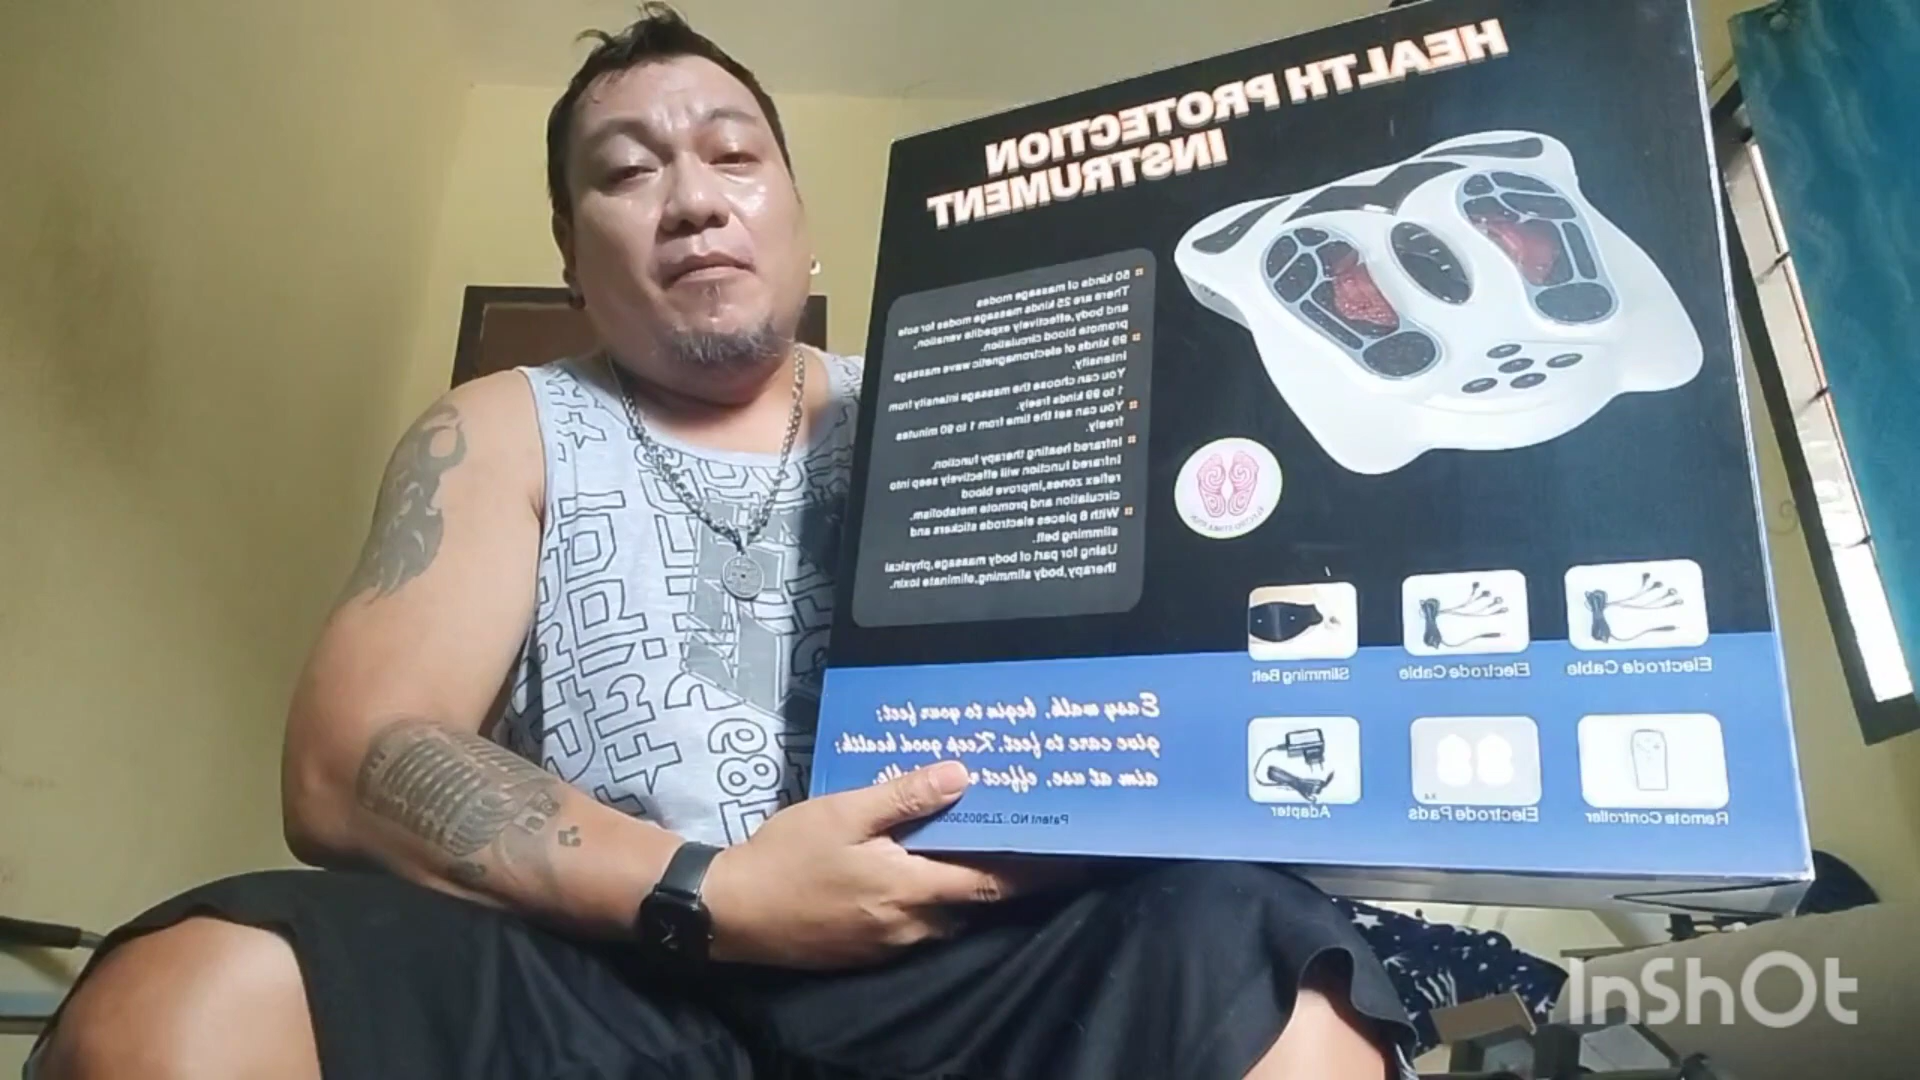 HEALTH PROTECTION
INSTRUMENT
60 kinds of massage modes
There are 25 kinds massage modes for sole
and body,effectively expedite venation,
promote blood circulation.
99 kinds of electromagnetic wave massage
intensity.
You can choose the massage intensity from
1 to 99 kinds freely.
You can set the time from 1 to 90 minutes
freely.
Infrared heating therapy function.
Infrared function will effectively seep into
reflex zones,improve blood
circulation and promote metabolism.
With 8 pieces electrode stickers and
slimming belt.
Using for part of body massage,physical
therapy,body slimming,eliminate toxin.
Electrode Cable
Electrode Cable
Slimming Belt
Easy walk, begin to your feet;
give care to feet.Keep good health;
aim at use, effect
Remote Controller
Electrode Pads
Adapter
X4
Patent NO.:ZL2005300
InShOt